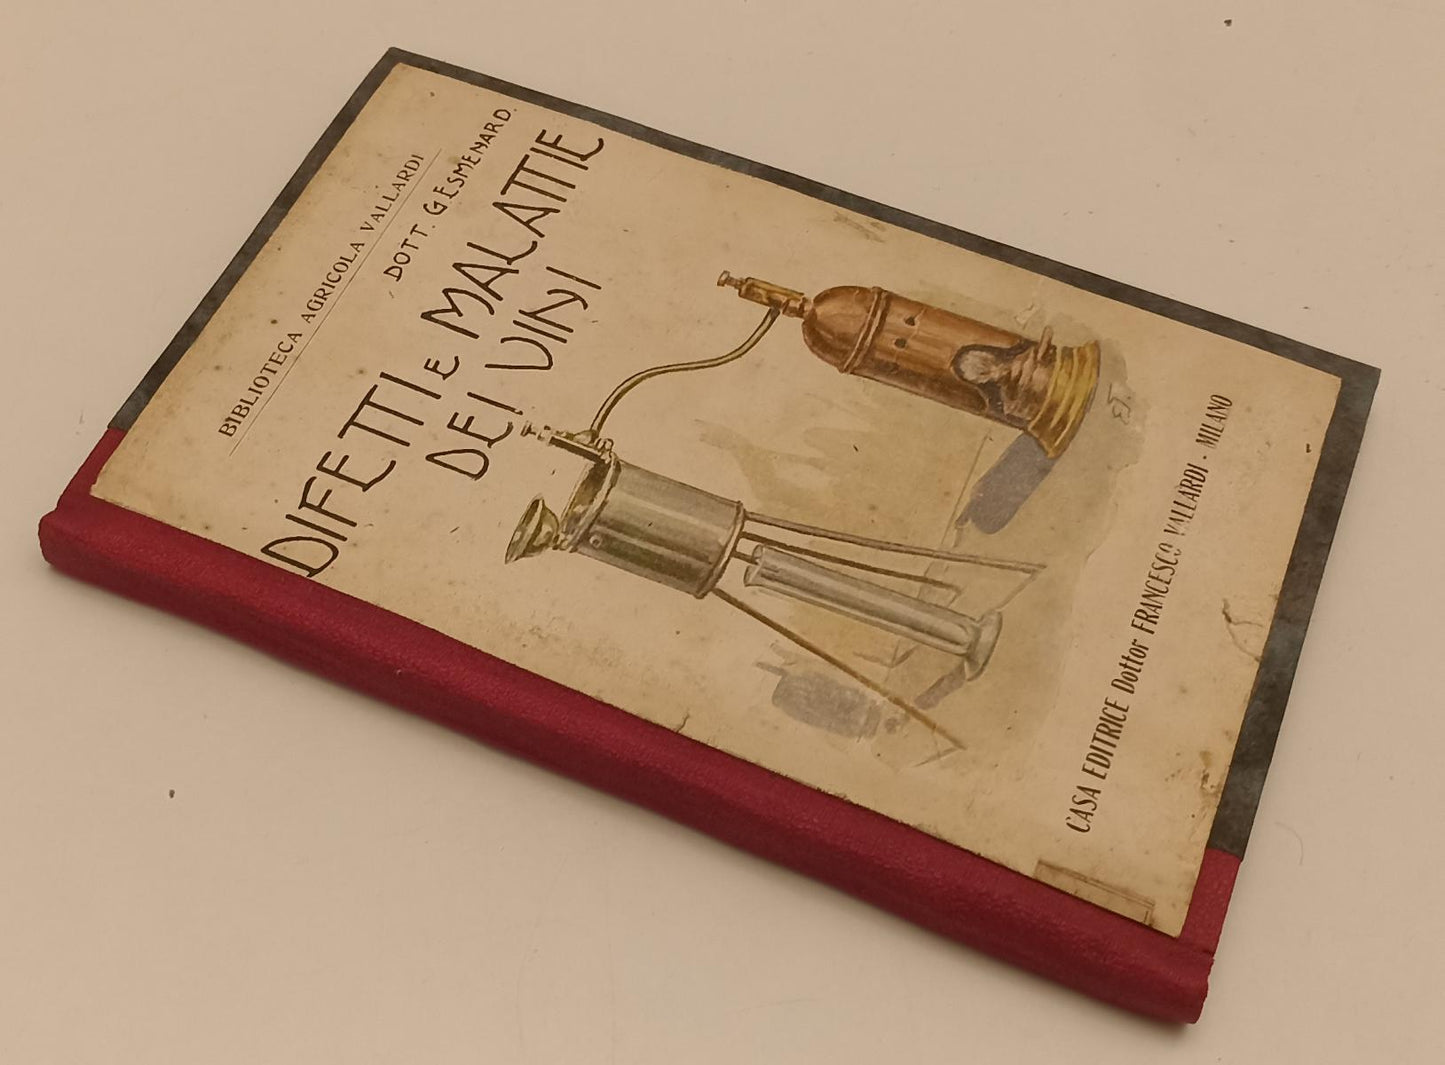 BIBLIOTECA AGRICOLA VALLARDI
DOTT. G ESMENARD.
DIFETTI E MALATTIE
DEI VINI
CASA EDITRICE Dottor FRANCESCO VALLARDI - MILANO